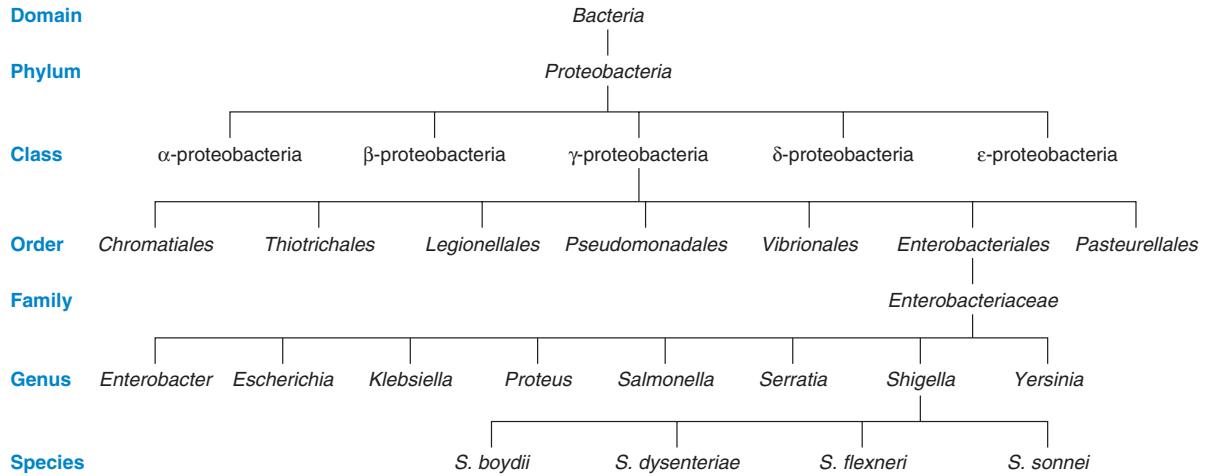 Domain Bacteria
Phylum Proteobacteria
Class α-proteobacteria β-proteobacteria γ-proteobacteria δ-proteobacteria ε-proteobacteria
Order Chromatiales Thiotrichales Legionellales Pseudomonadales Vibrionales Enterobacteriales Pasteurellales
Family Enterobacteriaceae
Genus Enterobacter Escherichia Klebsiella Proteus Salmonella Serratia Shigella Yersinia
Species S. boydii S. dysenteriae S. flexneri S. sonnei